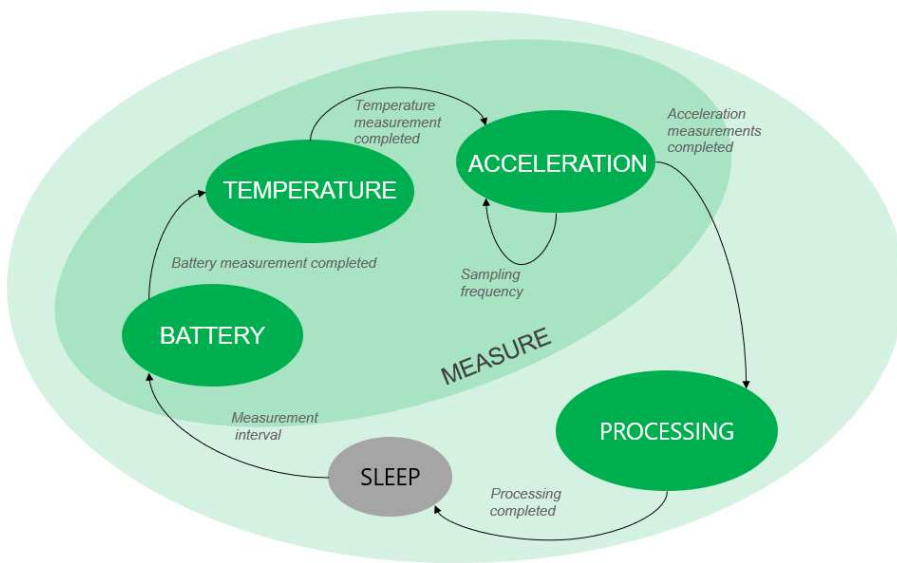 Temperature
measurement
completed
Acceleration
measurements
completed
ACCELERATION
TEMPERATURE
Battery measurement completed
Sampling
frequency
BATTERY
MEASURE
Measurement
interval
PROCESSING
SLEEP
Processing
completed